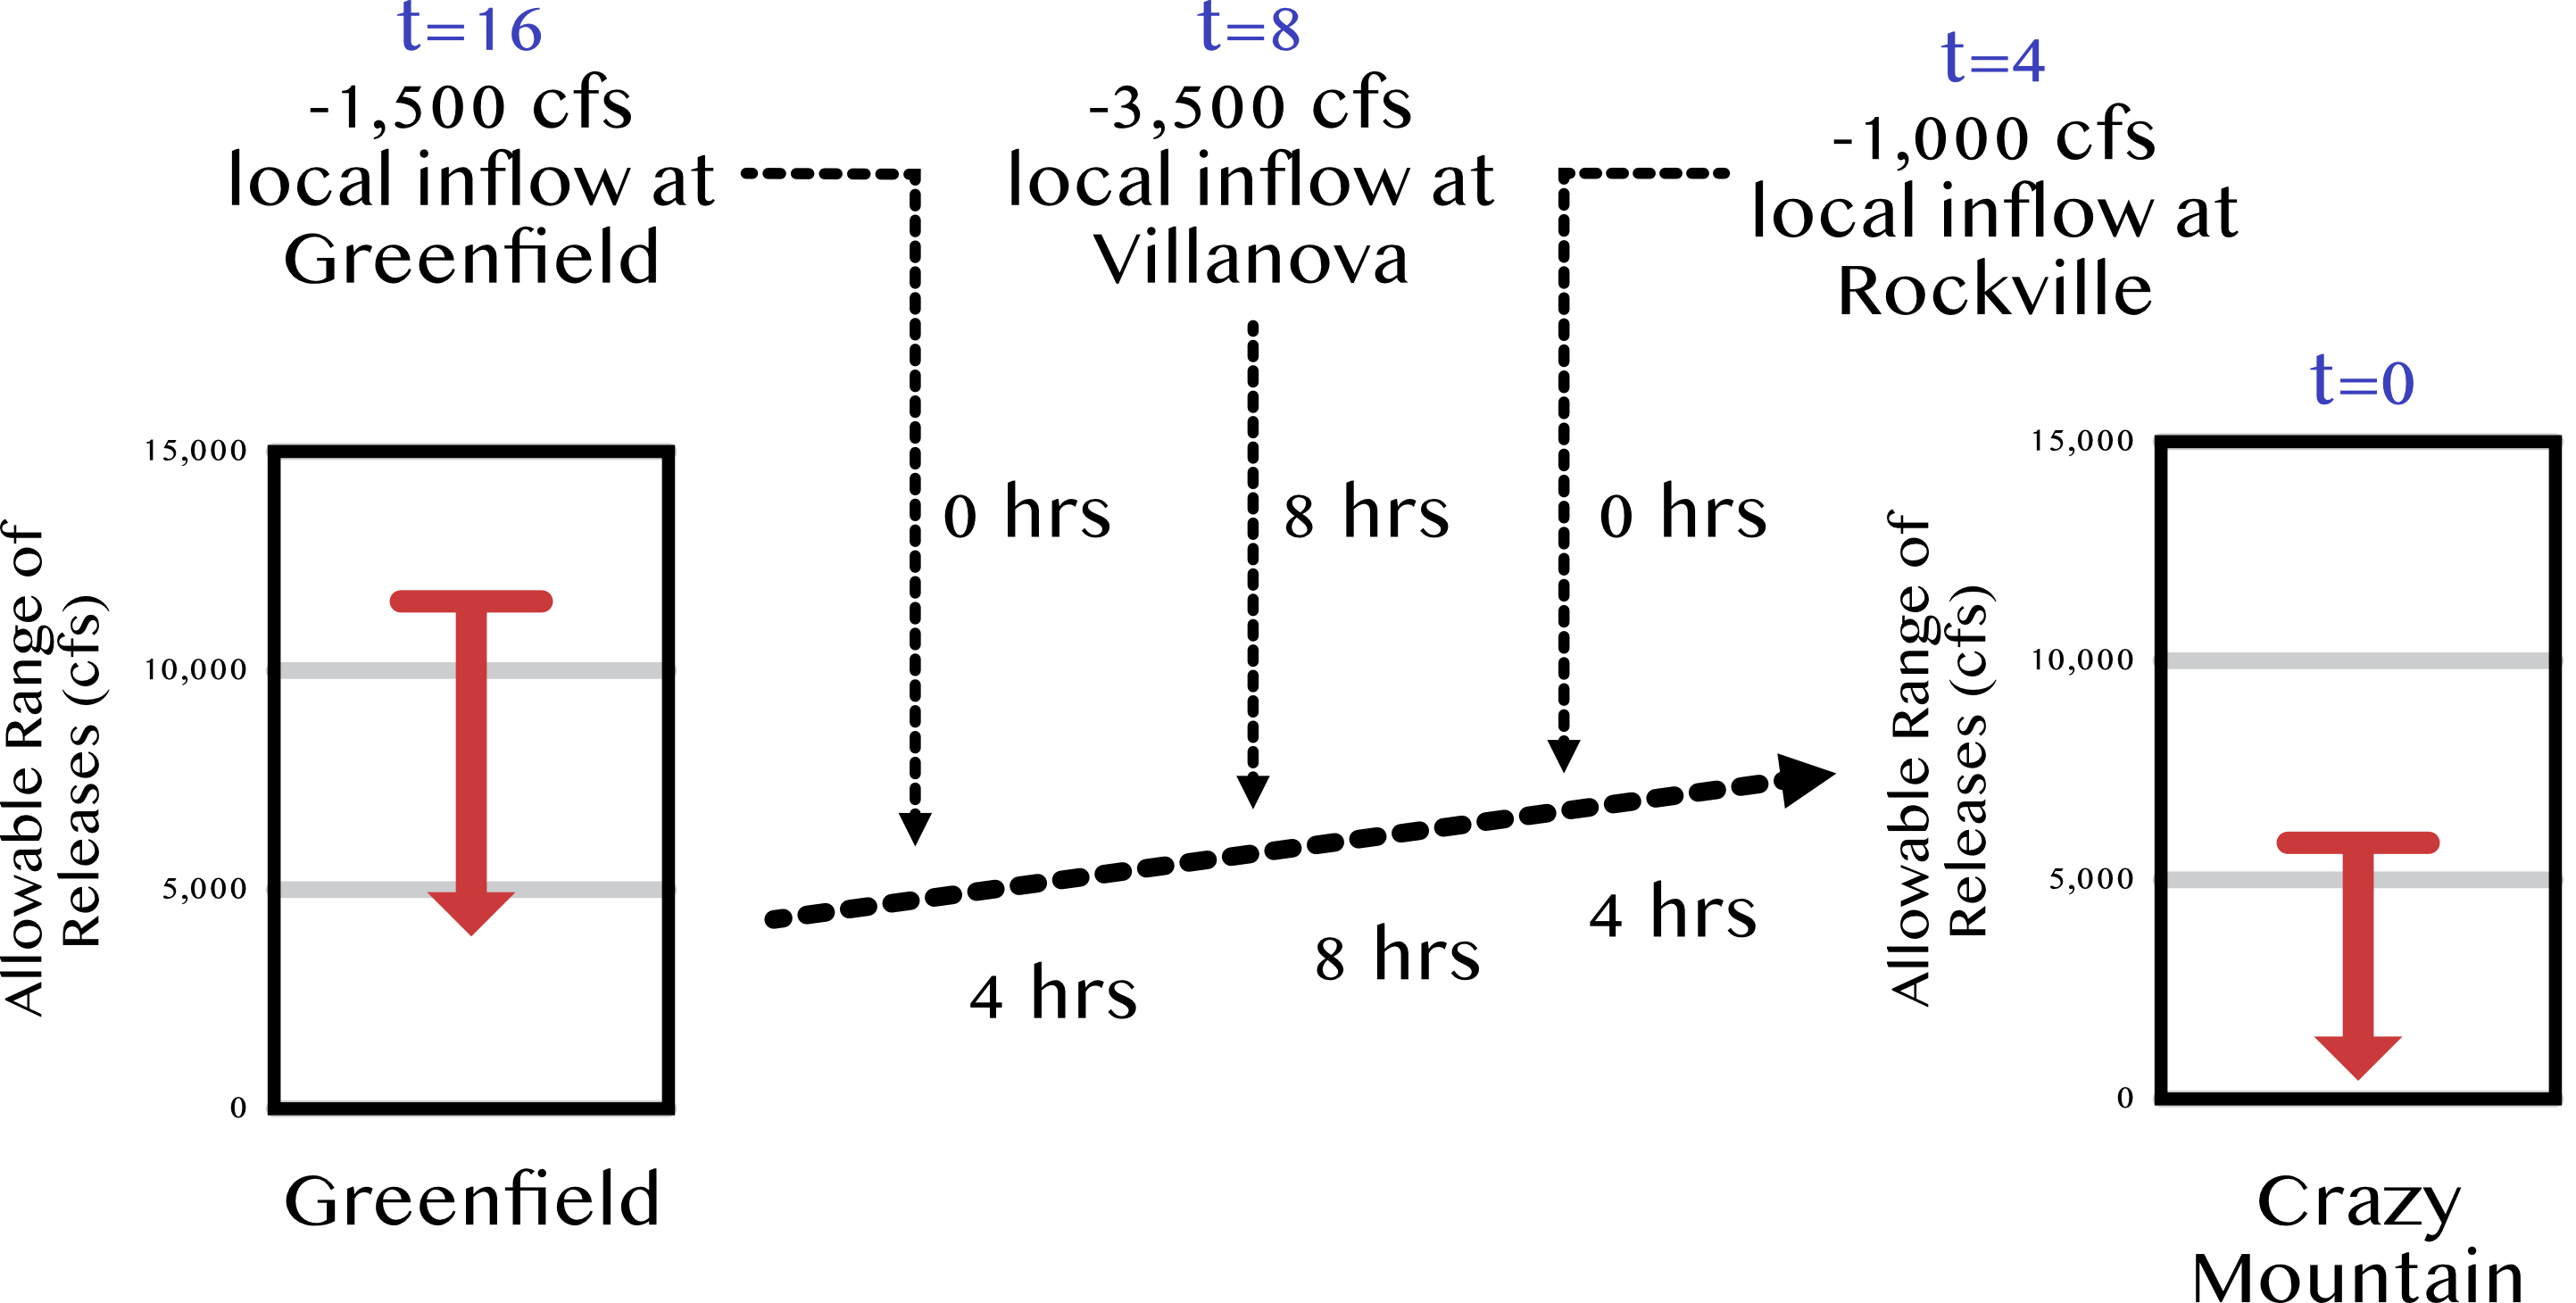 t=16
-1,500 cfs
local inflow at
Greenfield
t=8
-3,500 cfs
local inflow at
Villanova
t=4
-1,000 cfs
local inflow at
Rockville
t=0
0 hrs
8 hrs
0 hrs
Allowable Range of
Releases (cfs)
15,000
10,000
5,000
0
Greenfield
4 hrs
8 hrs
4 hrs
Allowable Range of
Releases (cfs)
15,000
10,000
5,000
0
Crazy
Mountain